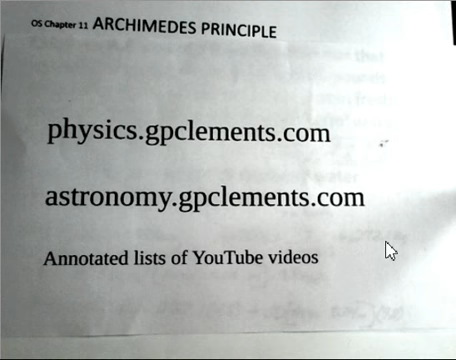 OS Chapter 11 ARCHIMEDES PRINCIPLE
physics.gpclements.com
astronomy.gpclements.com
Annotated lists of YouTube videos